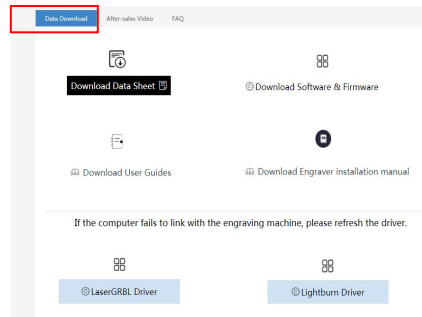 Data Download After-sales Video FAQ
Download Data Sheet
Download Software & Firmware
Download User Guides
Download Engraver installation manual
If the computer fails to link with the engraving machine, please refresh the driver.
LaserGRBL Driver
Lightburn Driver